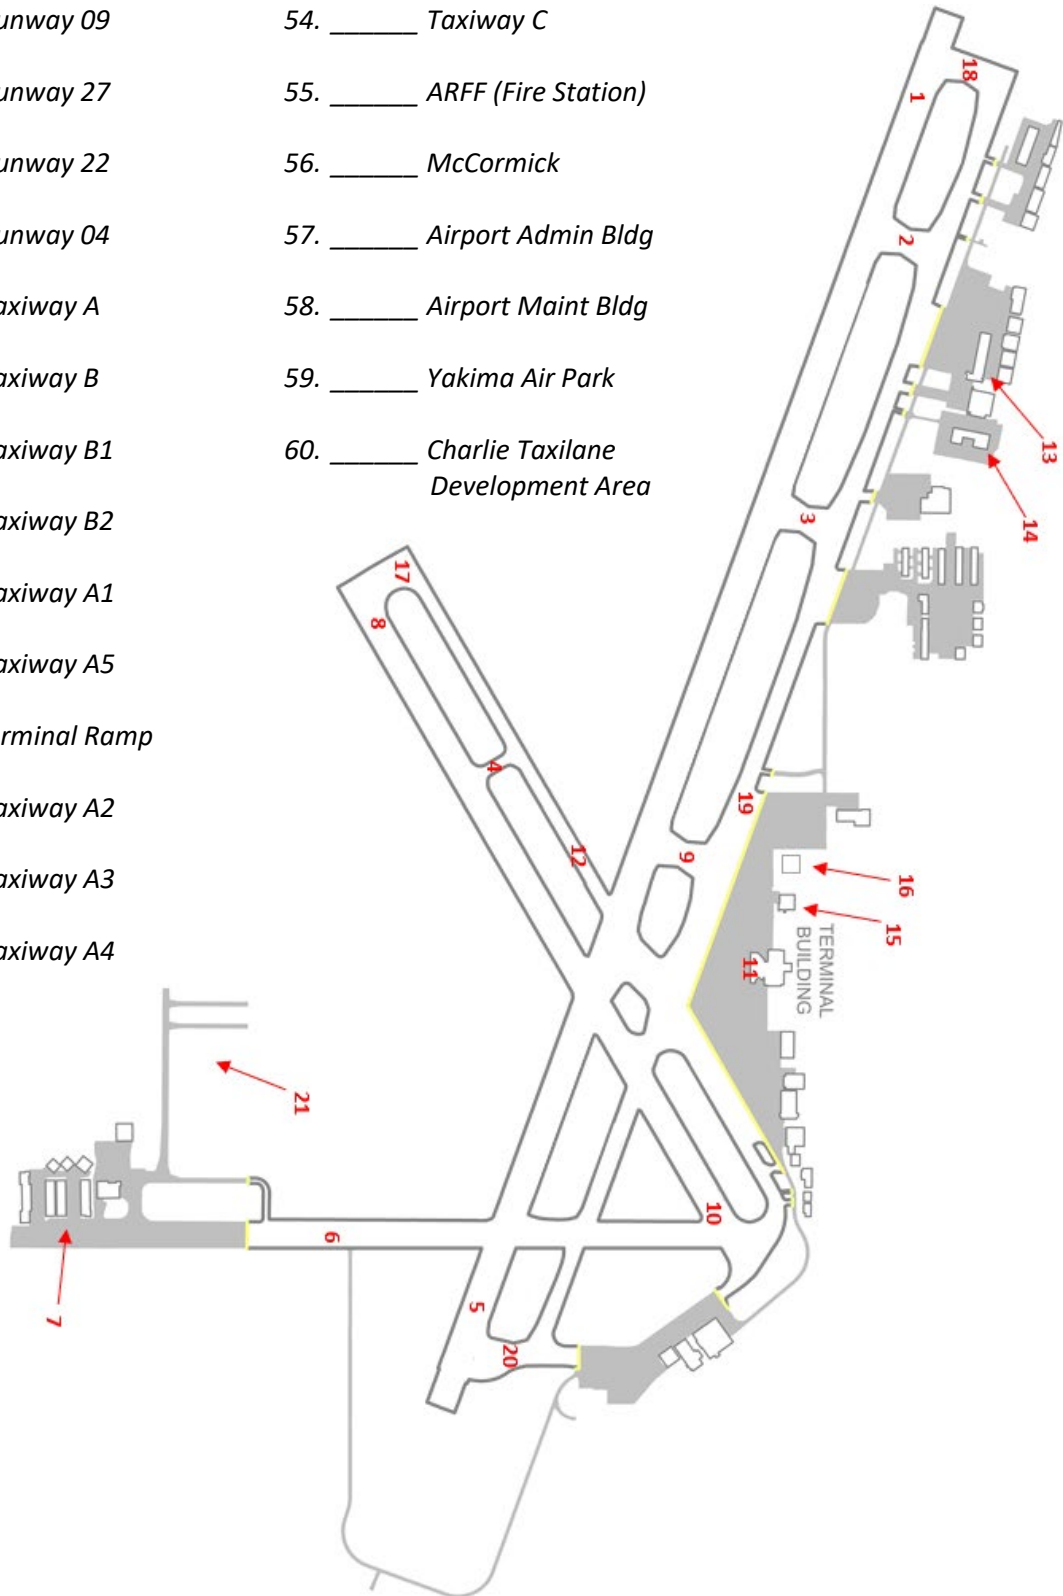 unway 09
unway 27
unway 22
unway 04
axiway A
axiway B
axiway B1
axiway B2
axiway A1
axiway A5
erminal Ramp
axiway A2
axiway A3
axiway A4
54. ______ Taxiway C
55. ______ ARFF (Fire Station)
56. ______ McCormick
57. ______ Airport Admin Bldg
58. ______ Airport Maint Bldg
59. ______ Yakima Air Park
60. ______ Charlie Taxilane
Development Area
18
1
2
13
14
3
17
8
4
12
19
9
16
15
TERMINAL
BUILDING
11
21
10
6
7
5
20